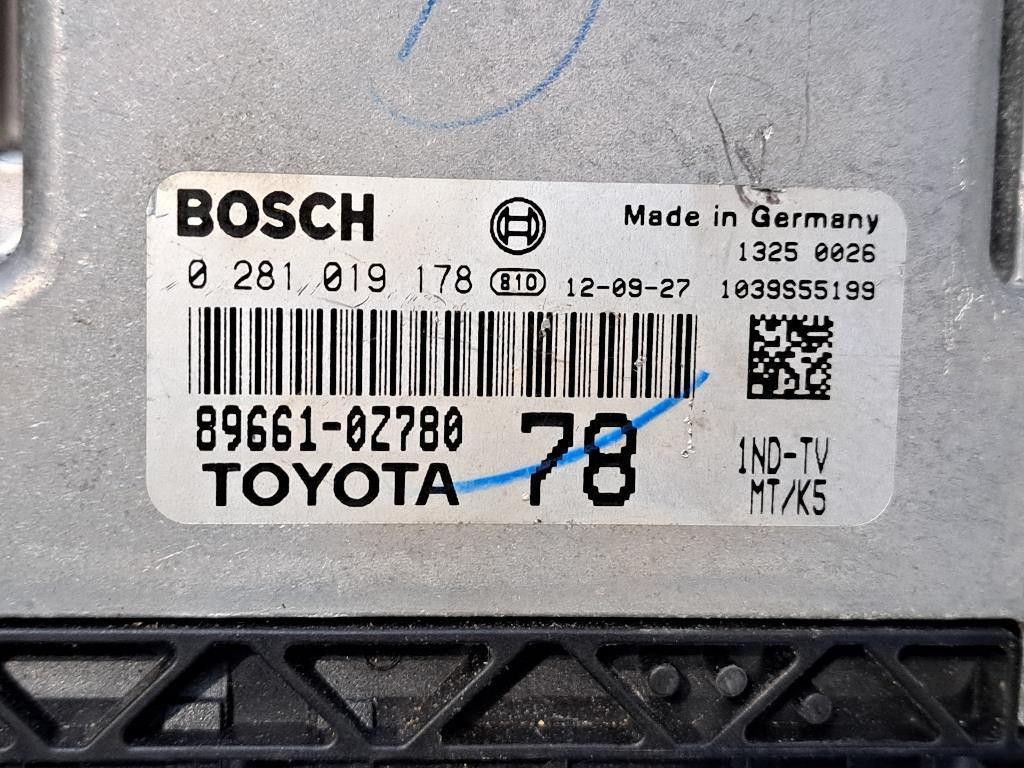 BOSCH
Made in Germany
1325 0026
0 281 019 178 810 12-09-27 1039S55199
89661-0Z780
TOYOTA
78
1ND-TV
MT/K5